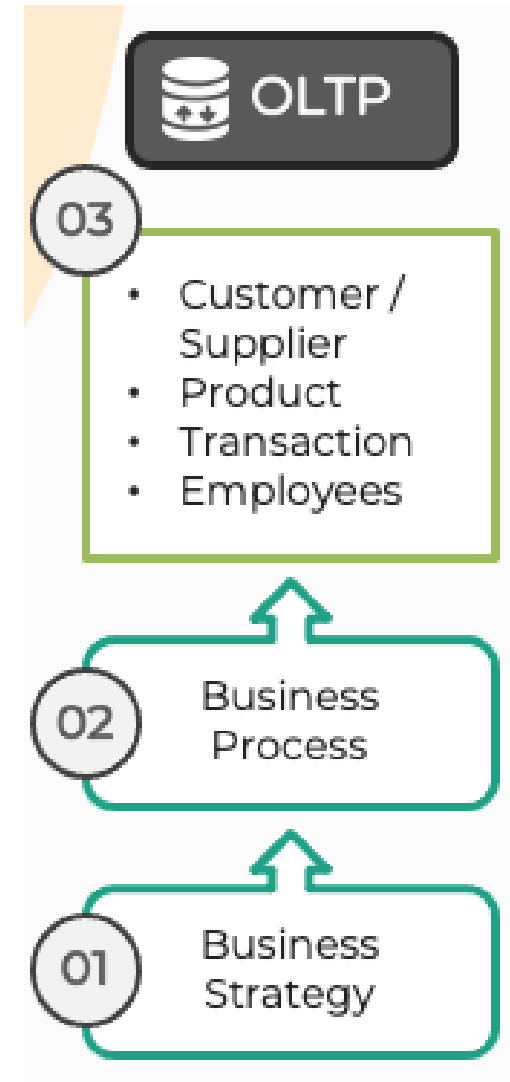 OLTP
03
• Customer /
Supplier
• Product
• Transaction
• Employees
02
Business
Process
01
Business
Strategy